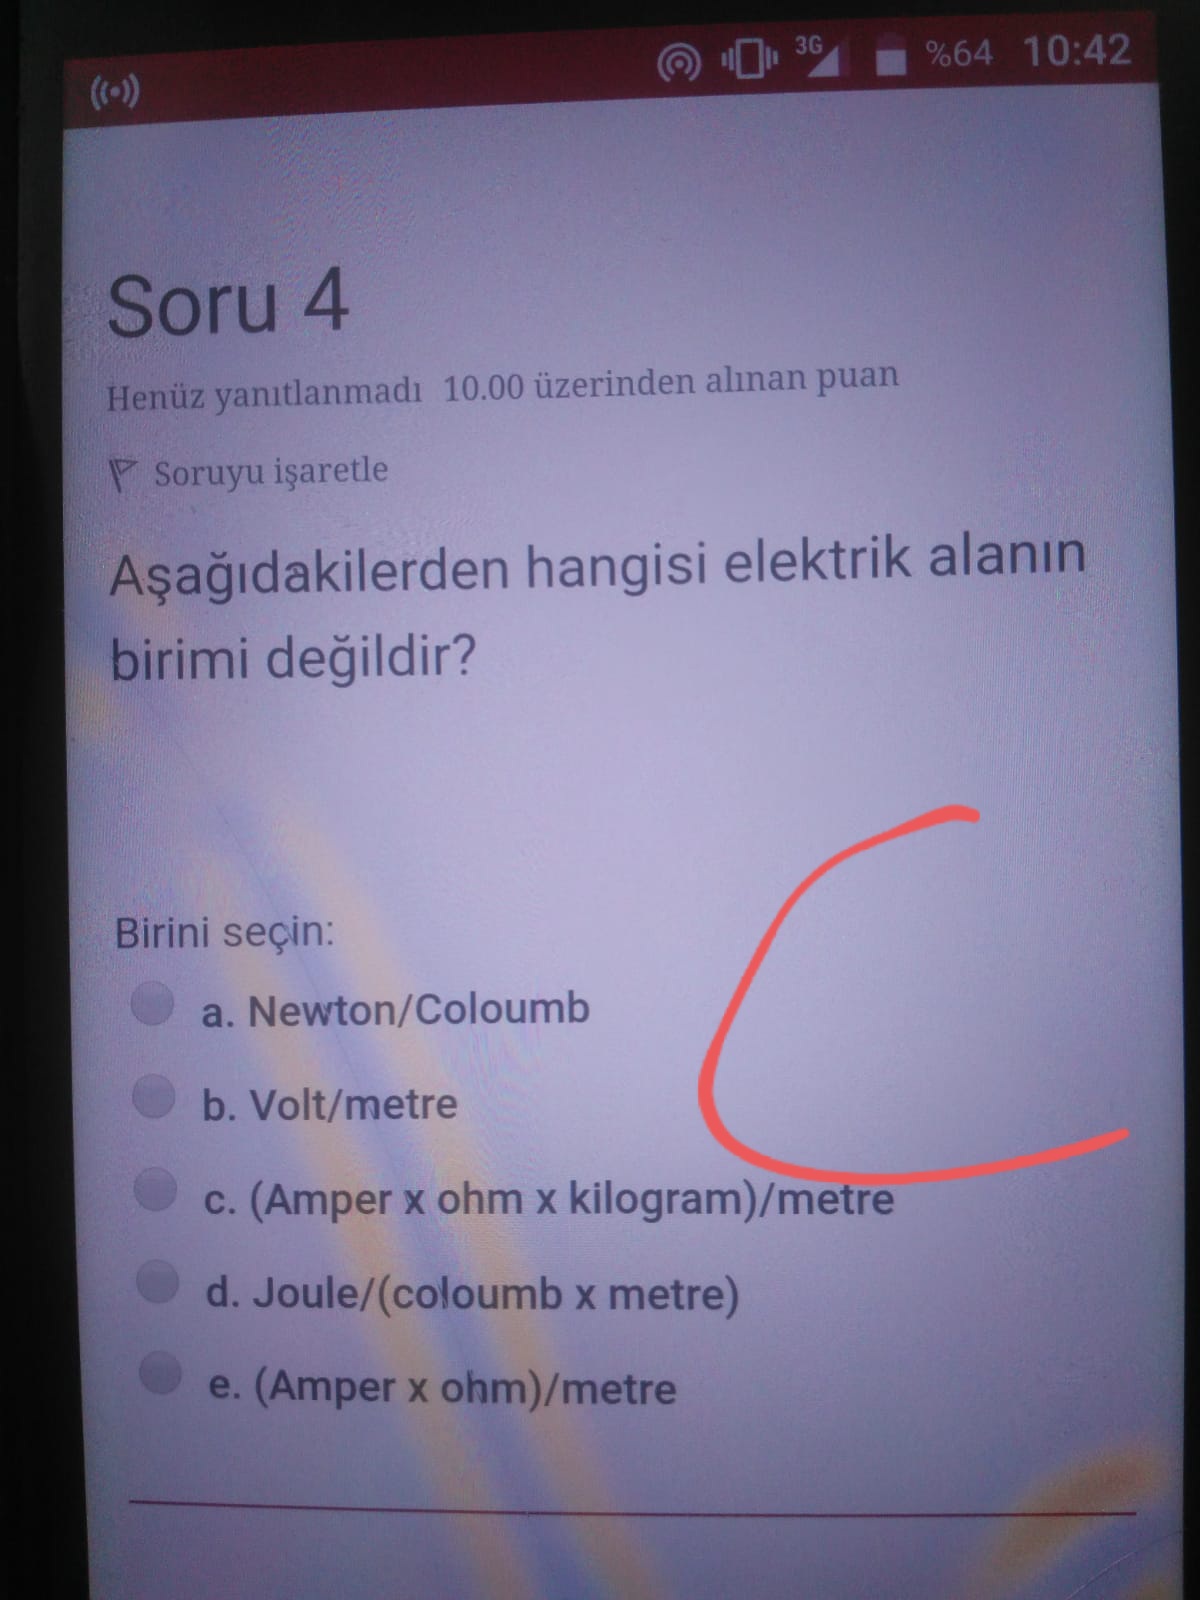 3G %64 10:42
Soru 4
Henüz yanıtlanmadı 10.00 üzerinden alınan puan
Soruyu işaretle
Aşağıdakilerden hangisi elektrik alanın
birimi değildir?
Birini seçin:
a. Newton/Coloumb
b. Volt/metre
c. (Amper x ohm x kilogram)/metre
d. Joule/(coloumb x metre)
e. (Amper x ohm)/metre